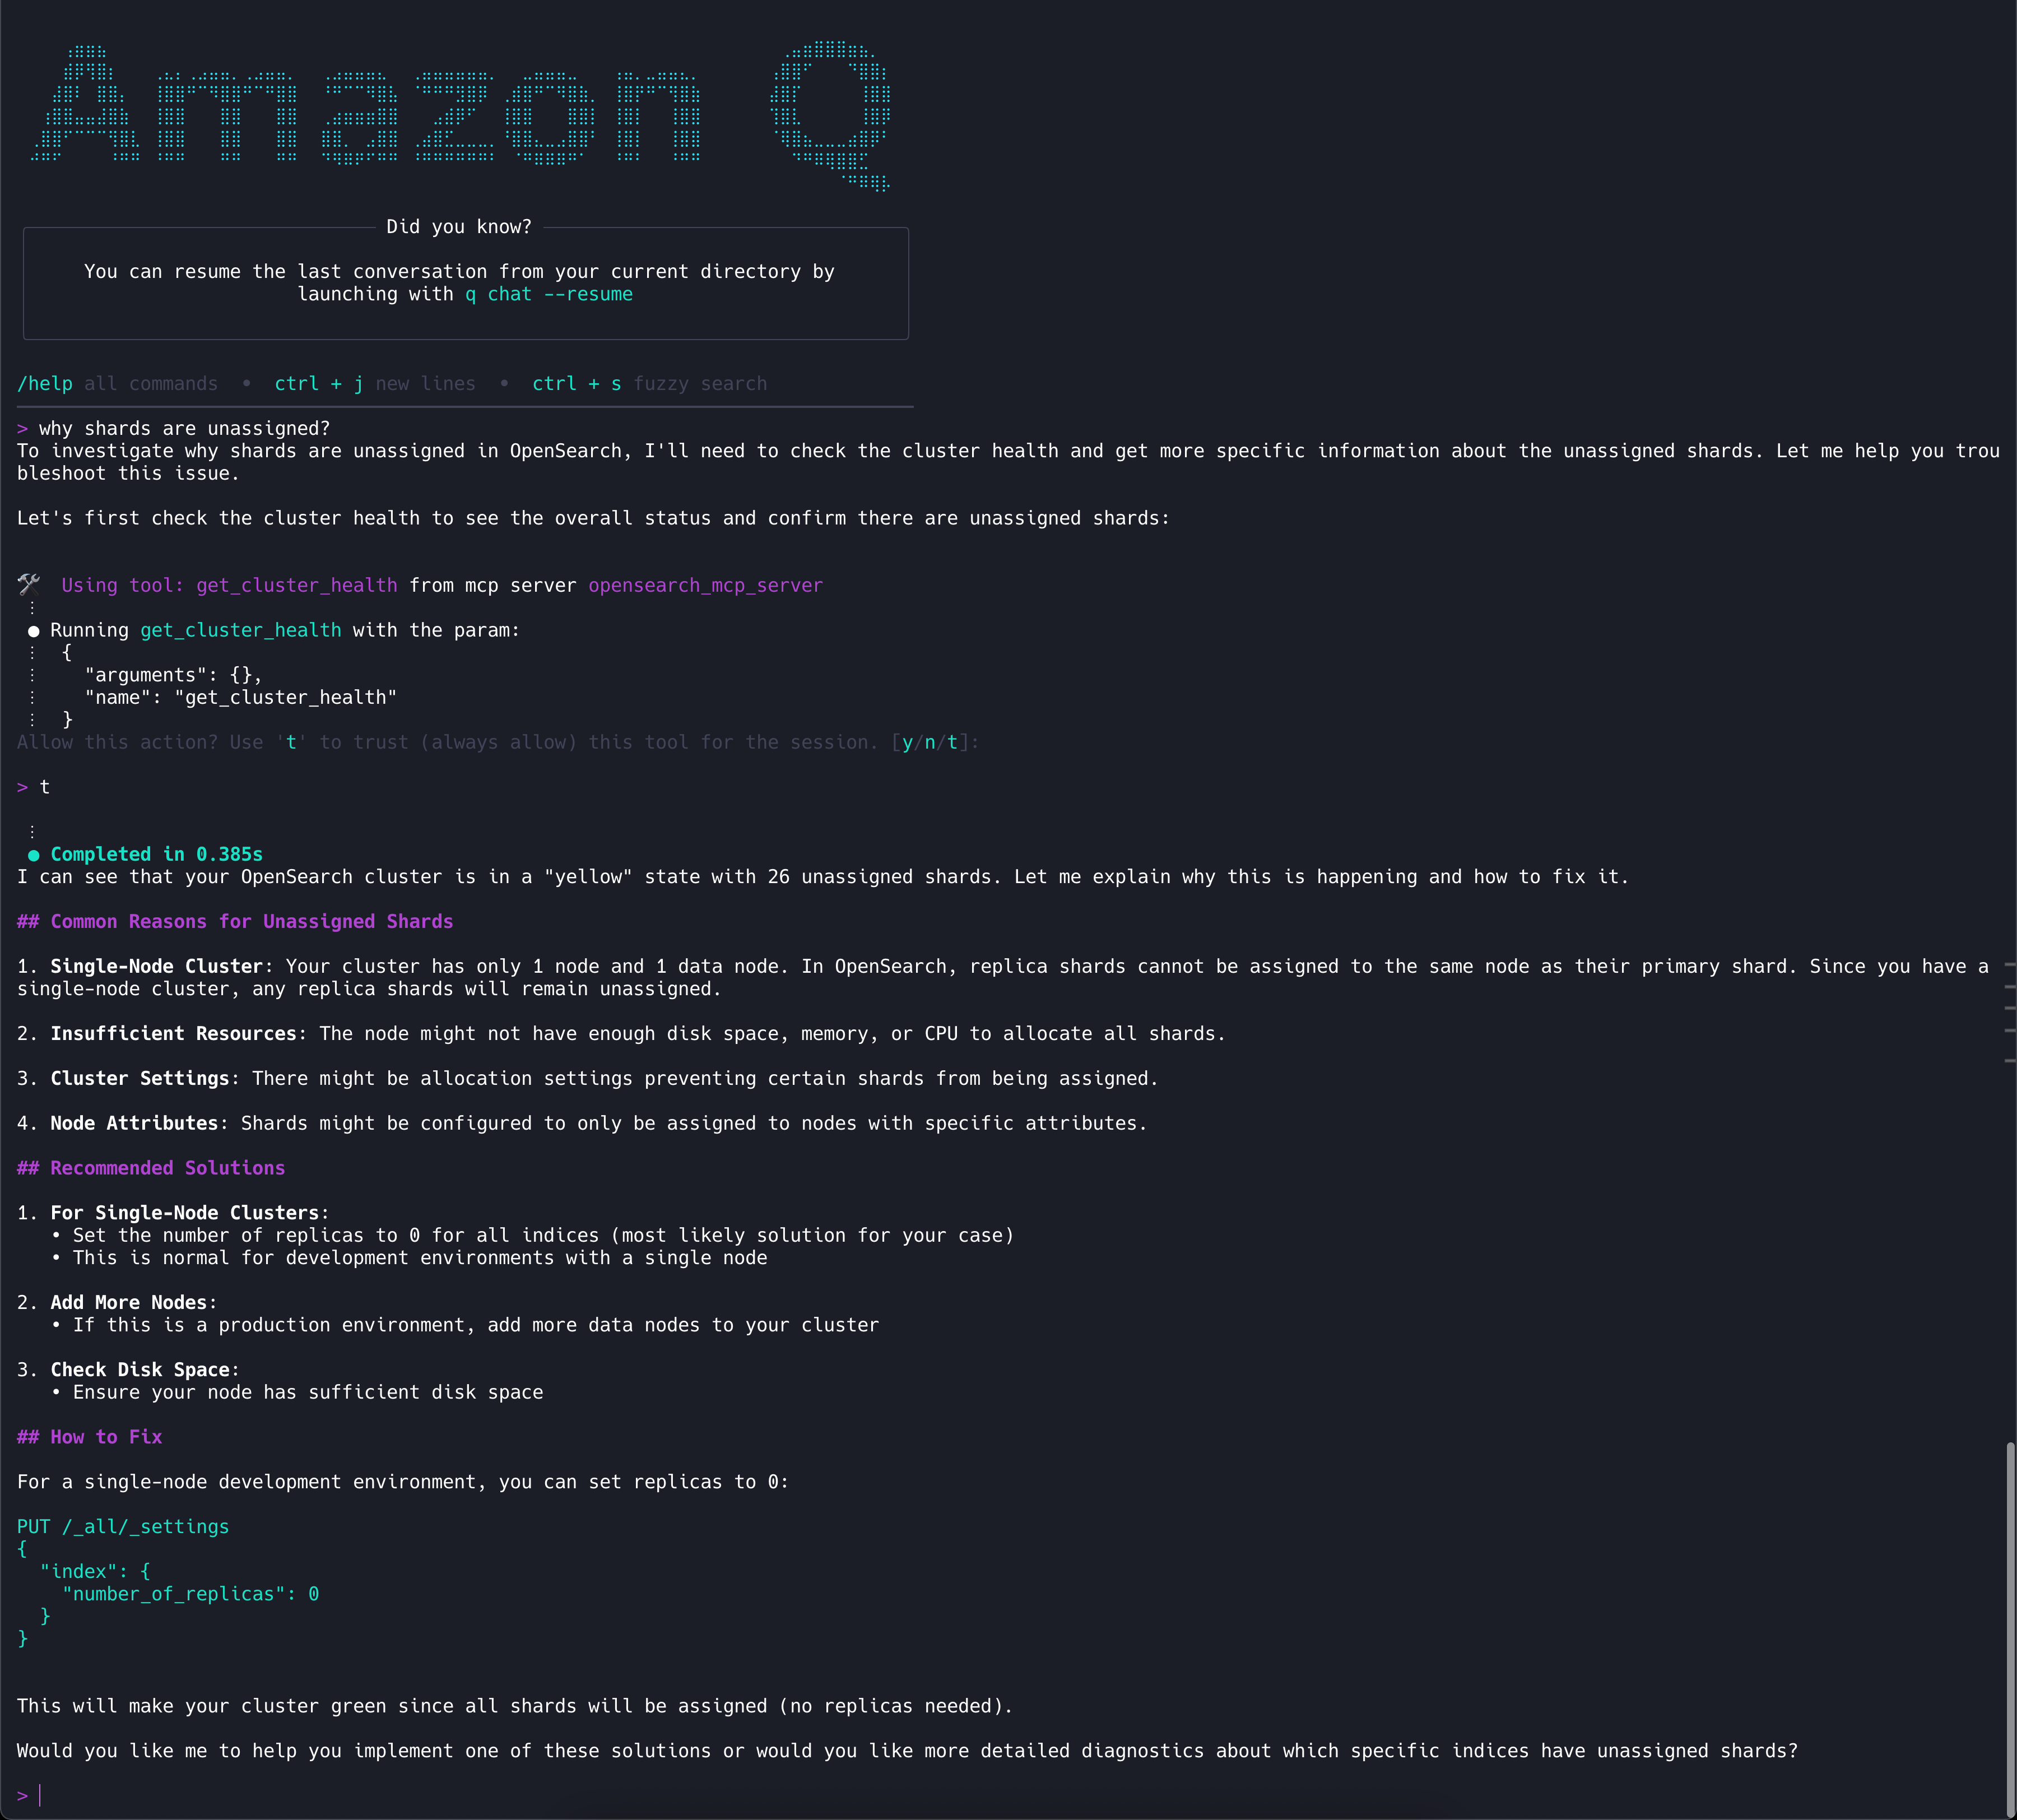 Amazon Q
Did you know?
You can resume the last conversation from your current directory by
launching with q chat --resume
/help all commands • ctrl + j new lines • ctrl + s fuzzy search
> why shards are unassigned?
To investigate why shards are unassigned in OpenSearch, I'll need to check the cluster health and get more specific information about the unassigned shards. Let me help you trou
bleshoot this issue.
Let's first check the cluster health to see the overall status and confirm there are unassigned shards:
🛠️ Using tool: get_cluster_health from mcp server opensearch_mcp_server
⋮
● Running get_cluster_health with the param:
⋮ {
⋮ "arguments": {},
⋮ "name": "get_cluster_health"
⋮ }
Allow this action? Use 't' to trust (always allow) this tool for the session. [y/n/t]:
> t
⋮
● Completed in 0.385s
I can see that your OpenSearch cluster is in a "yellow" state with 26 unassigned shards. Let me explain why this is happening and how to fix it.
## Common Reasons for Unassigned Shards
1. Single-Node Cluster: Your cluster has only 1 node and 1 data node. In OpenSearch, replica shards cannot be assigned to the same node as their primary shard. Since you have a
single-node cluster, any replica shards will remain unassigned.
2. Insufficient Resources: The node might not have enough disk space, memory, or CPU to allocate all shards.
3. Cluster Settings: There might be allocation settings preventing certain shards from being assigned.
4. Node Attributes: Shards might be configured to only be assigned to nodes with specific attributes.
## Recommended Solutions
1. For Single-Node Clusters:
• Set the number of replicas to 0 for all indices (most likely solution for your case)
• This is normal for development environments with a single node
2. Add More Nodes:
• If this is a production environment, add more data nodes to your cluster
3. Check Disk Space:
• Ensure your node has sufficient disk space
## How to Fix
For a single-node development environment, you can set replicas to 0:
PUT /_all/_settings
{
"index": {
"number_of_replicas": 0
}
}
This will make your cluster green since all shards will be assigned (no replicas needed).
Would you like me to help you implement one of these solutions or would you like more detailed diagnostics about which specific indices have unassigned shards?
>